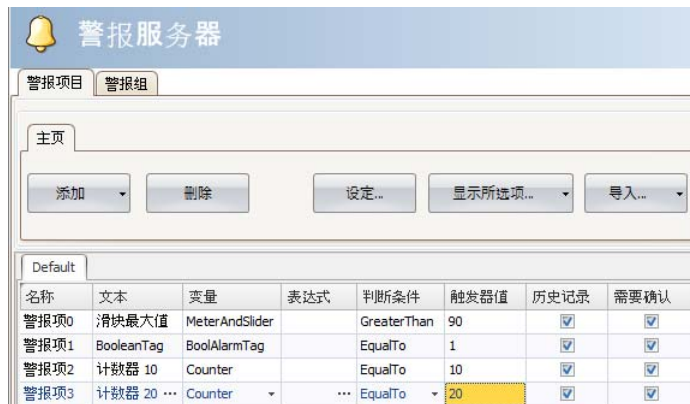 警报服务器
警报项目 警报组
主页
添加 删除 设定... 显示所选项... 导入...
Default
名称 文本 变量 表达式 判断条件 触发器值 历史记录 需要确认
警报项0 滑块最大值 MeterAndSlider GreaterThan 90
警报项1 BooleanTag BoolAlarmTag EqualTo 1
警报项2 计数器 10 Counter EqualTo 10
警报项3 计数器 20 ... Counter ... EqualTo 20